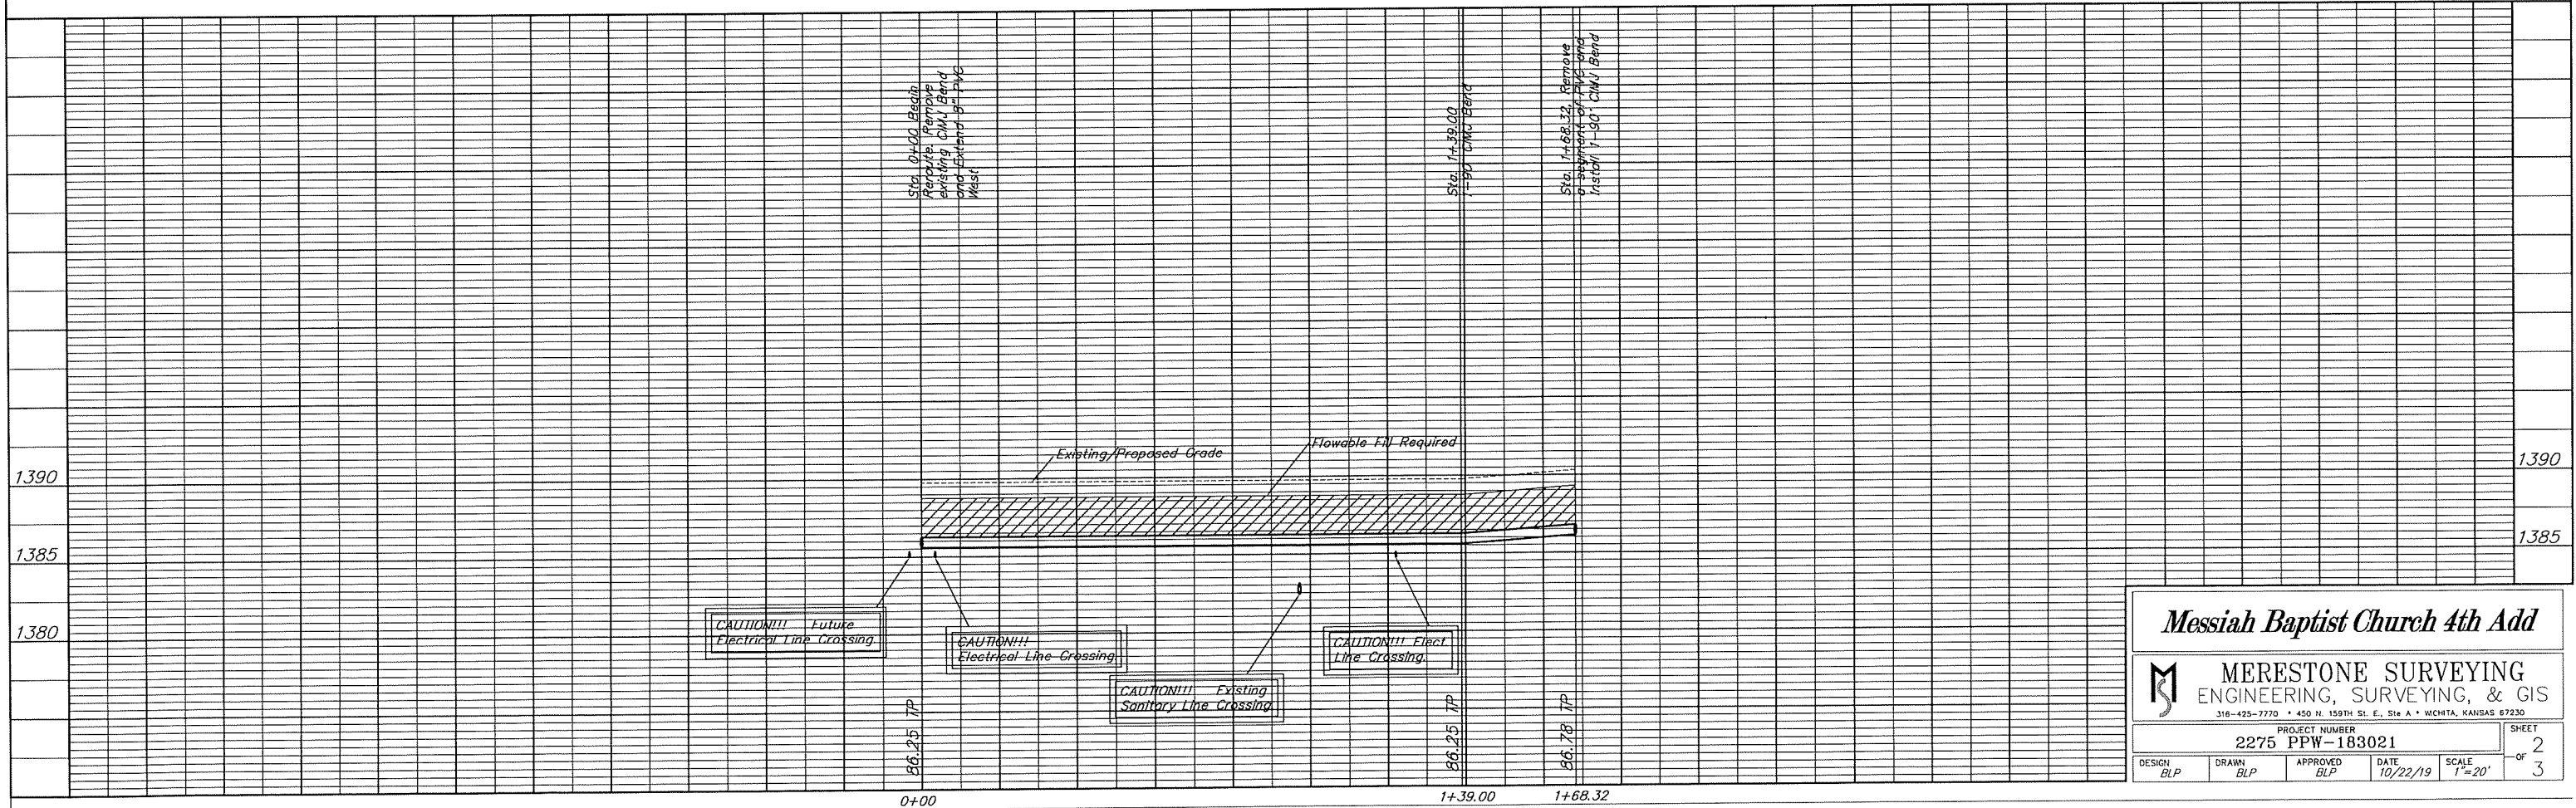 Sta. 0+00 Begin
Reroute. Remove
existing CIMJ Bend
and Extend 8" PVC
West
Sta. 1+39.00
1-90° CIMJ Bend
Sta. 1+68.32, Remove
a segment of PVC and
Install 1-90° CIMJ Bend
Existing/Proposed Grade
Flowable Fill Required
1390
1385
1380
1390
1385
CAUTION!!! Future
Electrical Line Crossing.
CAUTION!!!
Electrical Line Crossing
CAUTION!!! Existing
Sanitary Line Crossing
CAUTION!!! Elect.
Line Crossing.
86.25 TP
86.25 TP
86.78 TP
0+00
1+39.00
1+68.32
Messiah Baptist Church 4th Add
MERESTONE SURVEYING
ENGINEERING, SURVEYING, & GIS
316-425-7770 * 450 N. 159TH St. E., Ste A * WICHITA, KANSAS 67230
PROJECT NUMBER
2275 PPW-183021
SHEET
2
OF
3
DESIGN
BLP
DRAWN
BLP
APPROVED
BLP
DATE
10/22/19
SCALE
1"=20'